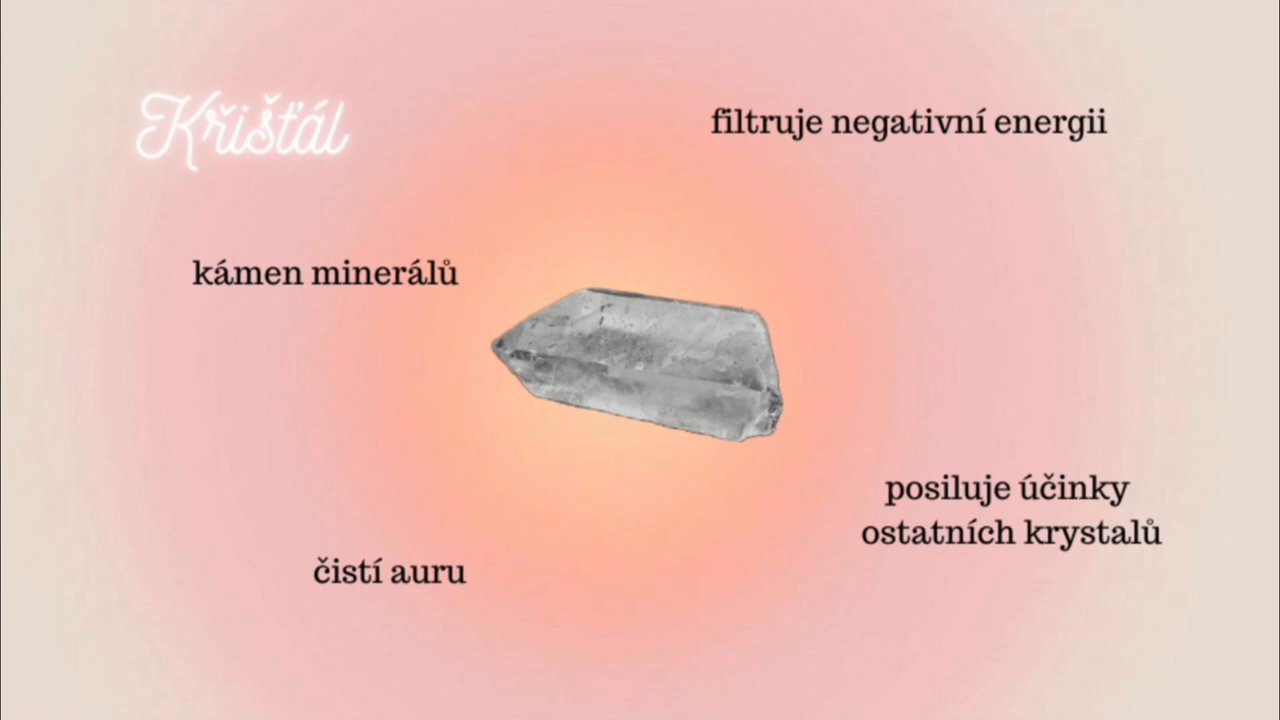 Křišťál
filtruje negativní energii
kámen minerálů
posiluje účinky
ostatních krystalů
čistí auru